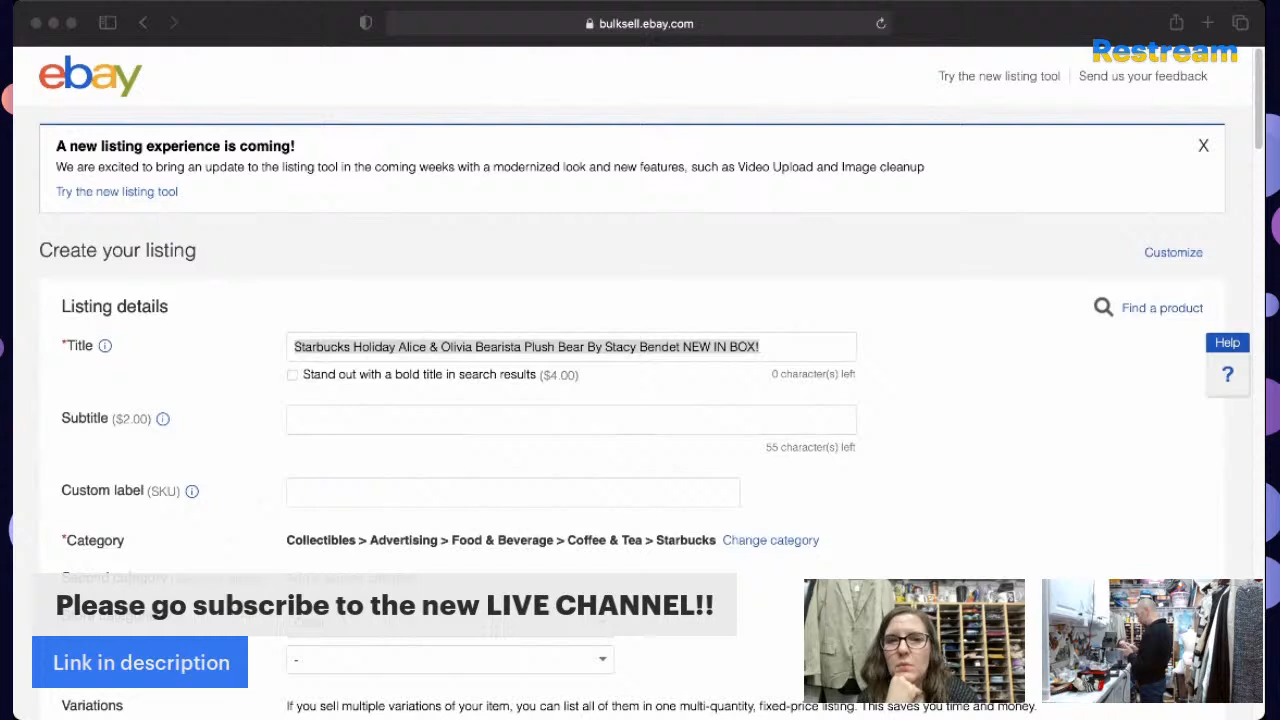 bulksell.ebay.com
Restream
ebay
Try the new listing tool
Send us your feedback
A new listing experience is coming!
X
We are excited to bring an update to the listing tool in the coming weeks with a modernized look and new features, such as Video Upload and Image cleanup
Try the new listing tool
Create your listing
Customize
Listing details
Find a product
*Title
Starbucks Holiday Alice & Olivia Bearista Plush Bear By Stacy Bendet NEW IN BOX!
Help
?
Stand out with a bold title in search results ($4.00)
0 character(s) left
Subtitle ($2.00)
55 character(s) left
Custom label (SKU)
*Category
Collectibles > Advertising > Food & Beverage > Coffee & Tea > Starbucks
Change category
Second category
Please go subscribe to the new LIVE CHANNEL!!
Link in description
-
Variations
If you sell multiple variations of your item, you can list all of them in one multi-quantity, fixed-price listing. This saves you time and money.